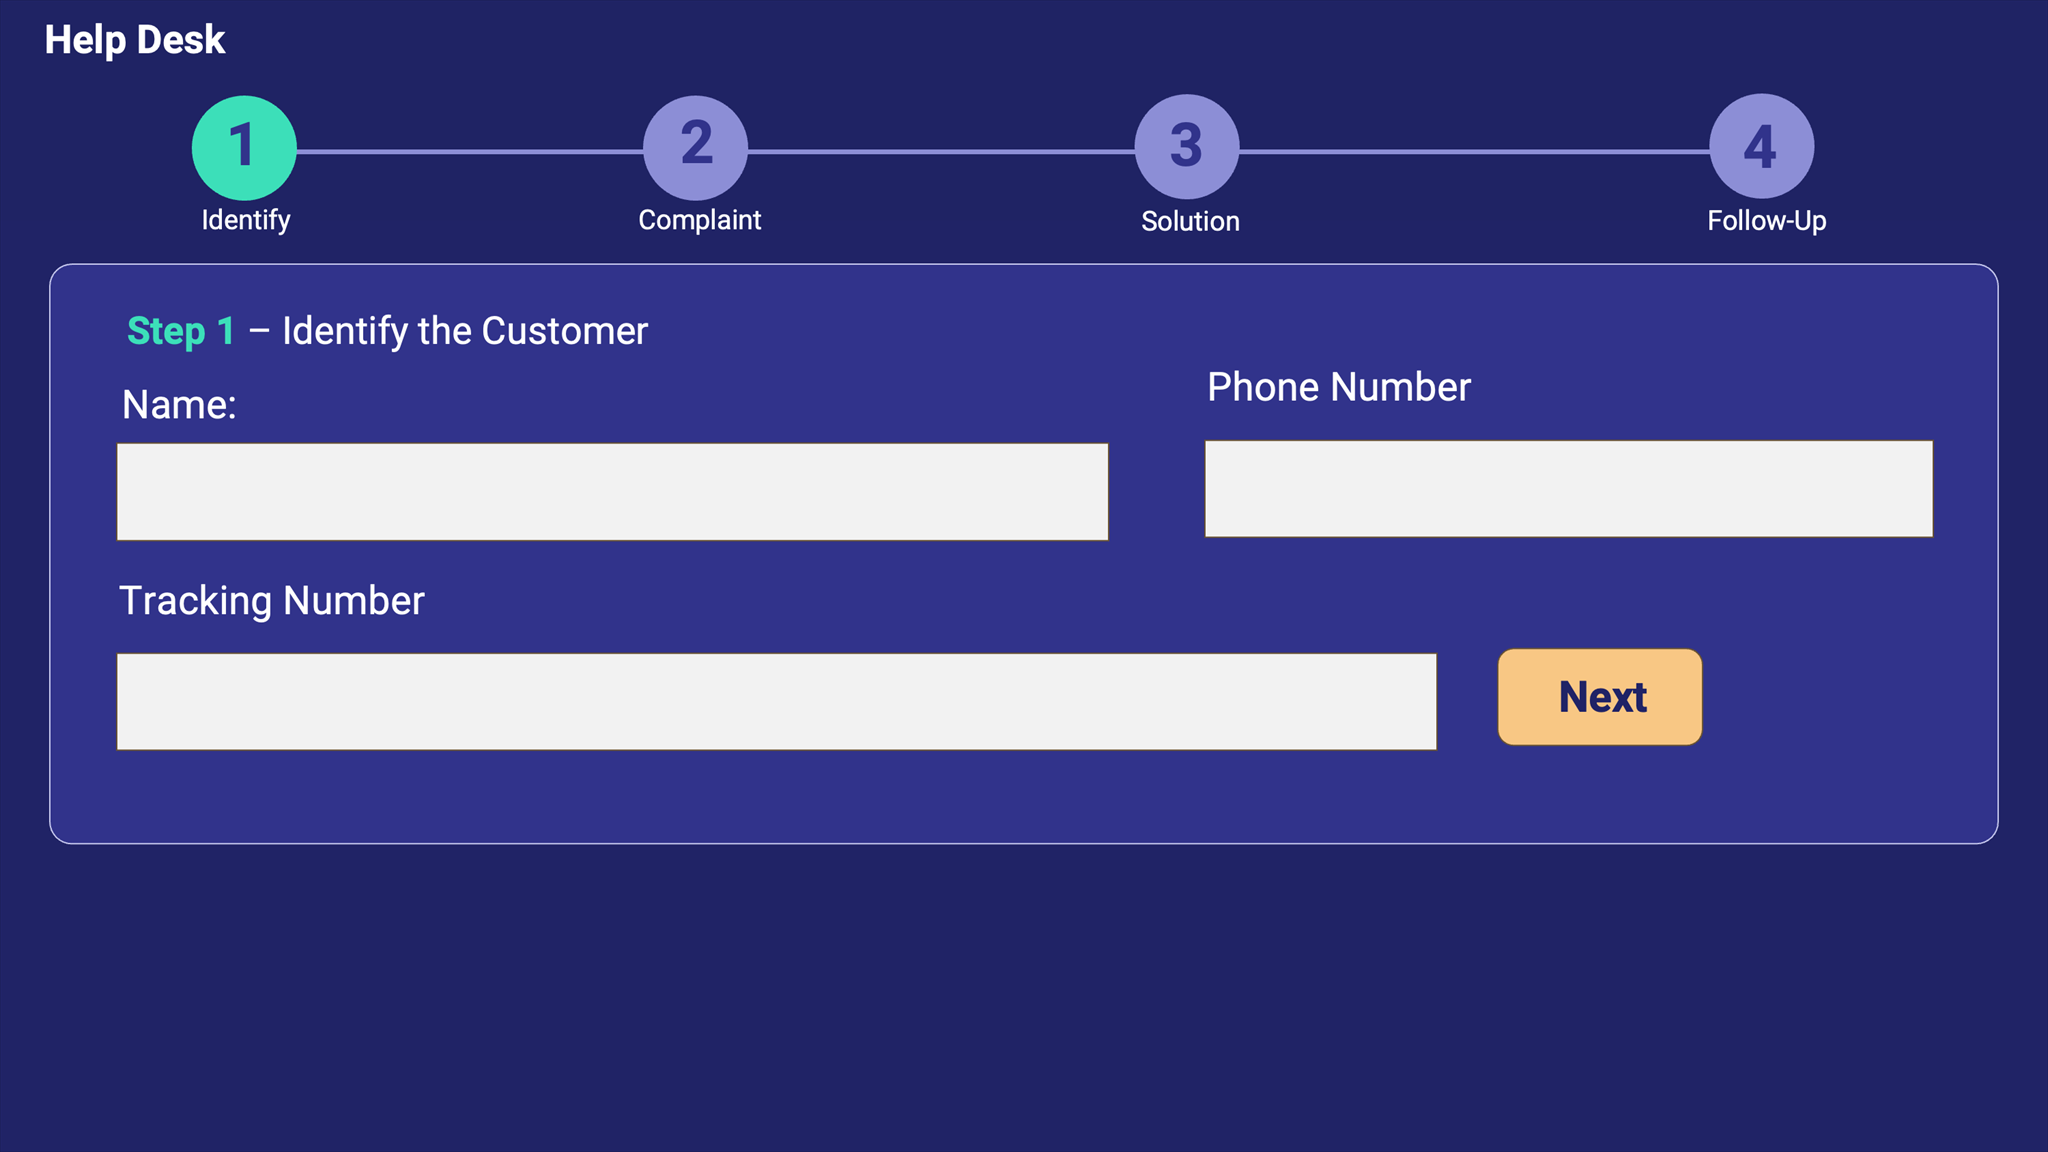 Help Desk
1
2
3
4
Identify
Complaint
Solution
Follow-Up
Step 1 – Identify the Customer
Name:
Phone Number
Tracking Number
Next